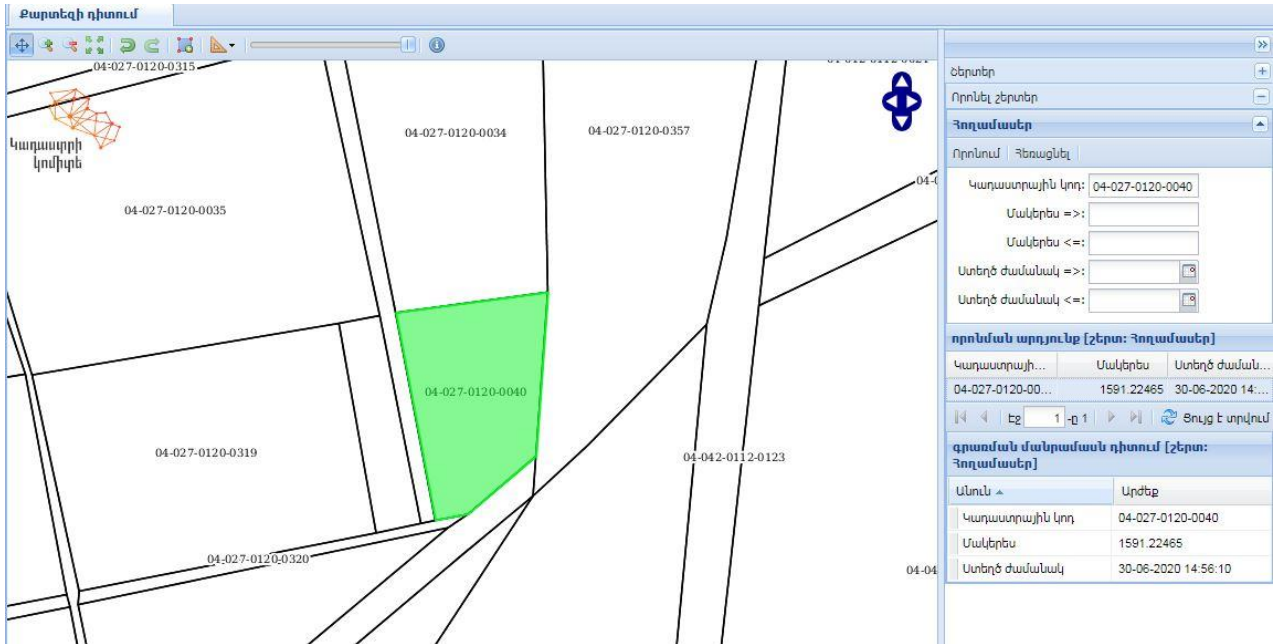 Քարտեզի դիտում
04-027-0120-0315
Կադաստրի
կոմիտե
04-027-0120-0034
04-027-0120-0357
04-027-0120-0035
04-027-0120-0040
04-027-0120-0319
04-042-0112-0123
04-027-0120-0320
04-04
Շերտեր
Որոնել շերտեր
Հողամասեր
Որոնում Հեռացնել
Կադաստրային կոդ: 04-027-0120-0040
Մակերես =>:
Մակերես <=:
Ստեղծ ժամանակ =>:
Ստեղծ ժամանակ <=:
որոնման արդյունք [շերտ: Հողամասեր]
Կադաստրայի... Մակերես Ստեղծ ժաման...
04-027-0120-00... 1591.22465 30-06-2020 14:...
Էջ 1 -ը 1 Ցույց է տրվում
գրառման մանրամասն դիտում [շերտ:
Հողամասեր]
Անուն Արժեք
Կադաստրային կոդ 04-027-0120-0040
Մակերես 1591.22465
Ստեղծ ժամանակ 30-06-2020 14:56:10